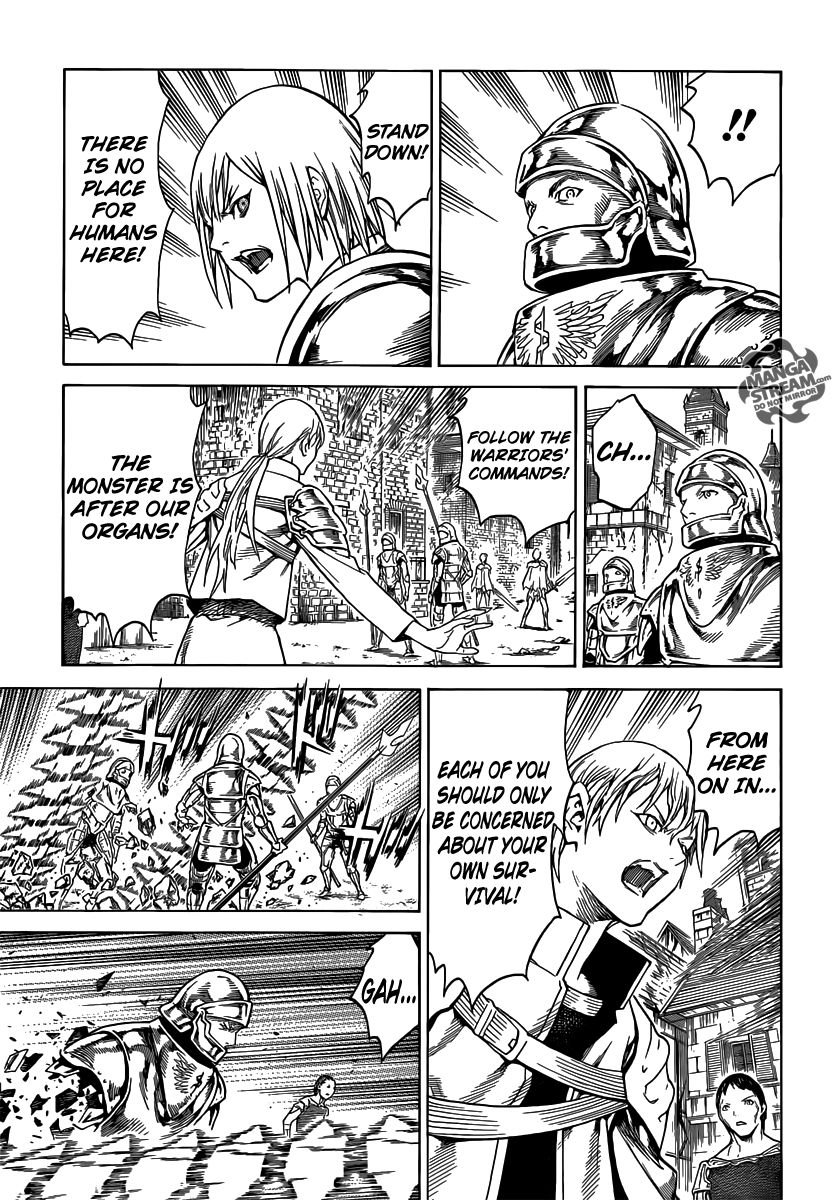 !!
STAND
DOWN!
THERE
IS NO
PLACE
FOR
HUMANS
HERE!
MANGA
STREAM.com
DO NOT MIRROR
CH...
FOLLOW THE
WARRIORS'
COMMANDS!
THE
MONSTER IS
AFTER OUR
ORGANS!
FROM
HERE
ON IN...
EACH OF YOU
SHOULD ONLY
BE CONCERNED
ABOUT YOUR
OWN SUR-
VIVAL!
GAH...